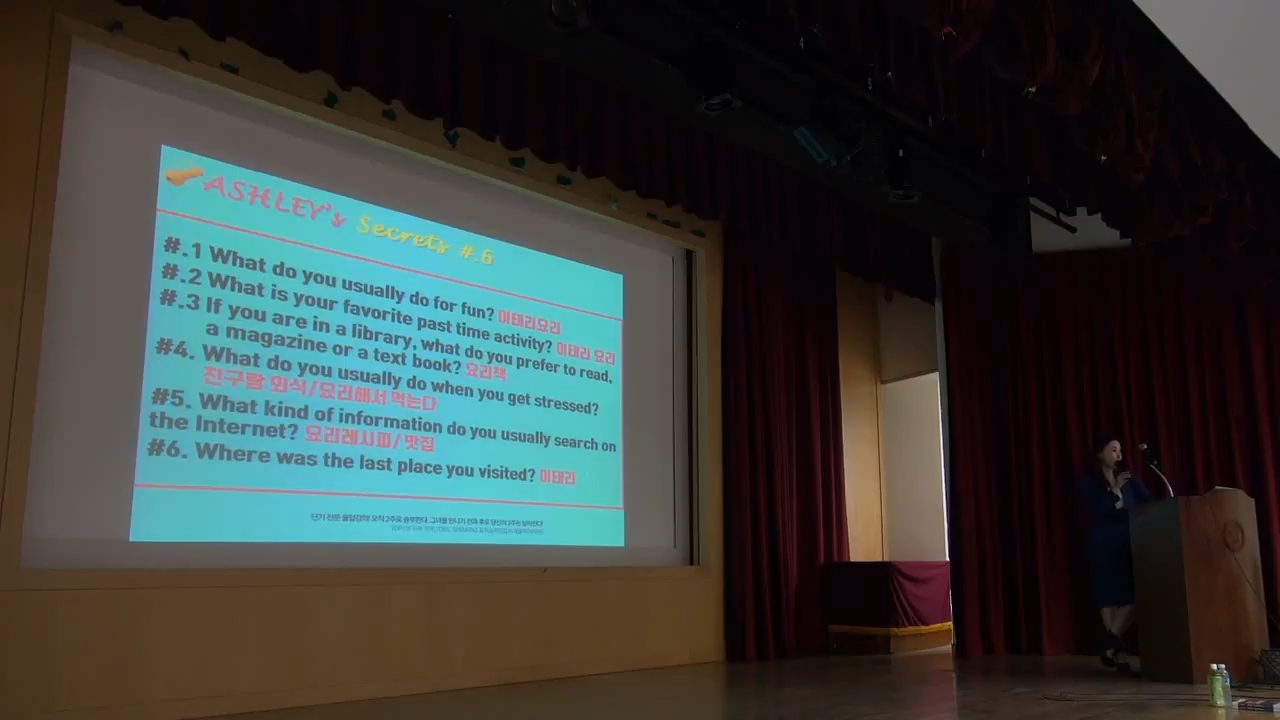 ASHLEY's Secrets #.6
#.1 What do you usually do for fun? 이태리요리
#.2 What is your favorite past time activity? 이태리 요리
#.3 If you are in a library, what do you prefer to read,
a magazine or a text book? 요리책
#4. What do you usually do when you get stressed?
친구랑 외식/요리해서 먹는다
#5. What kind of information do you usually search on
the Internet? 요리레시피/ 맛집
#6. Where was the last place you visited? 이태리